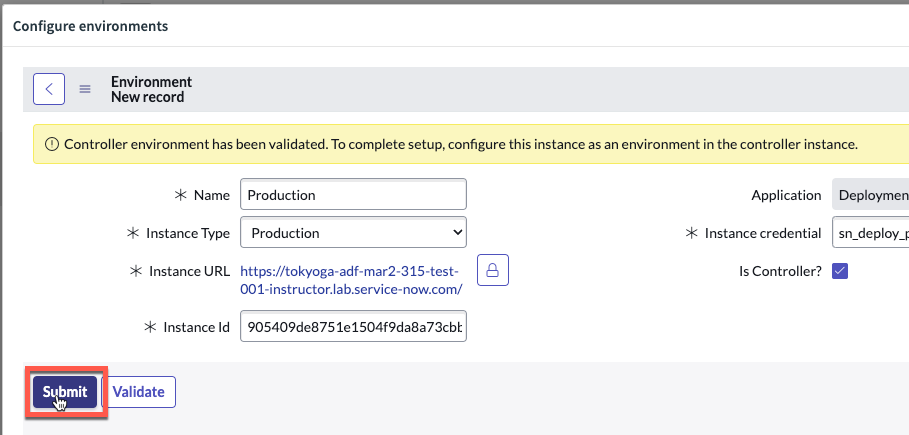 Configure environments
Environment
New record
Controller environment has been validated. To complete setup, configure this instance as an environment in the controller instance.
Name Production
Application Deploymen
Instance Type Production
Instance credential sn_deploy_p
Instance URL https://tokyoga-adf-mar2-315-test-
001-instructor.lab.service-now.com/
Is Controller?
Instance Id 905409de8751e1504f9da8a73cbb
Submit Validate